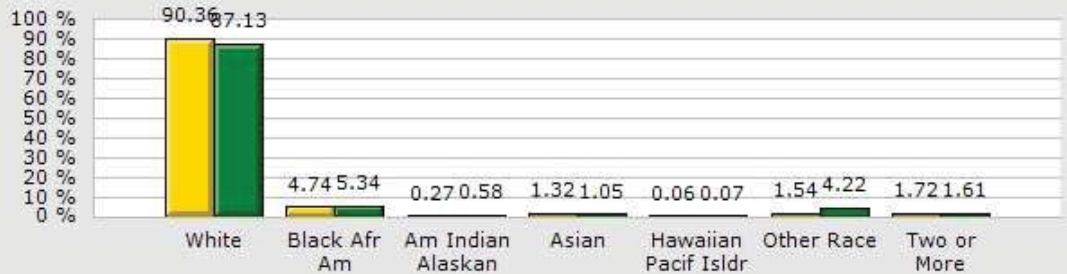 100 %
90 %
80 %
70 %
60 %
50 %
40 %
30 %
20 %
10 %
0 %
90.36 87.13
4.74 5.34
0.27 0.58
1.32 1.05
0.06 0.07
1.54 4.22
1.72 1.61
White
Black Afr
Am
Am Indian
Alaskan
Asian
Hawaiian
Pacif Isldr
Other Race
Two or
More